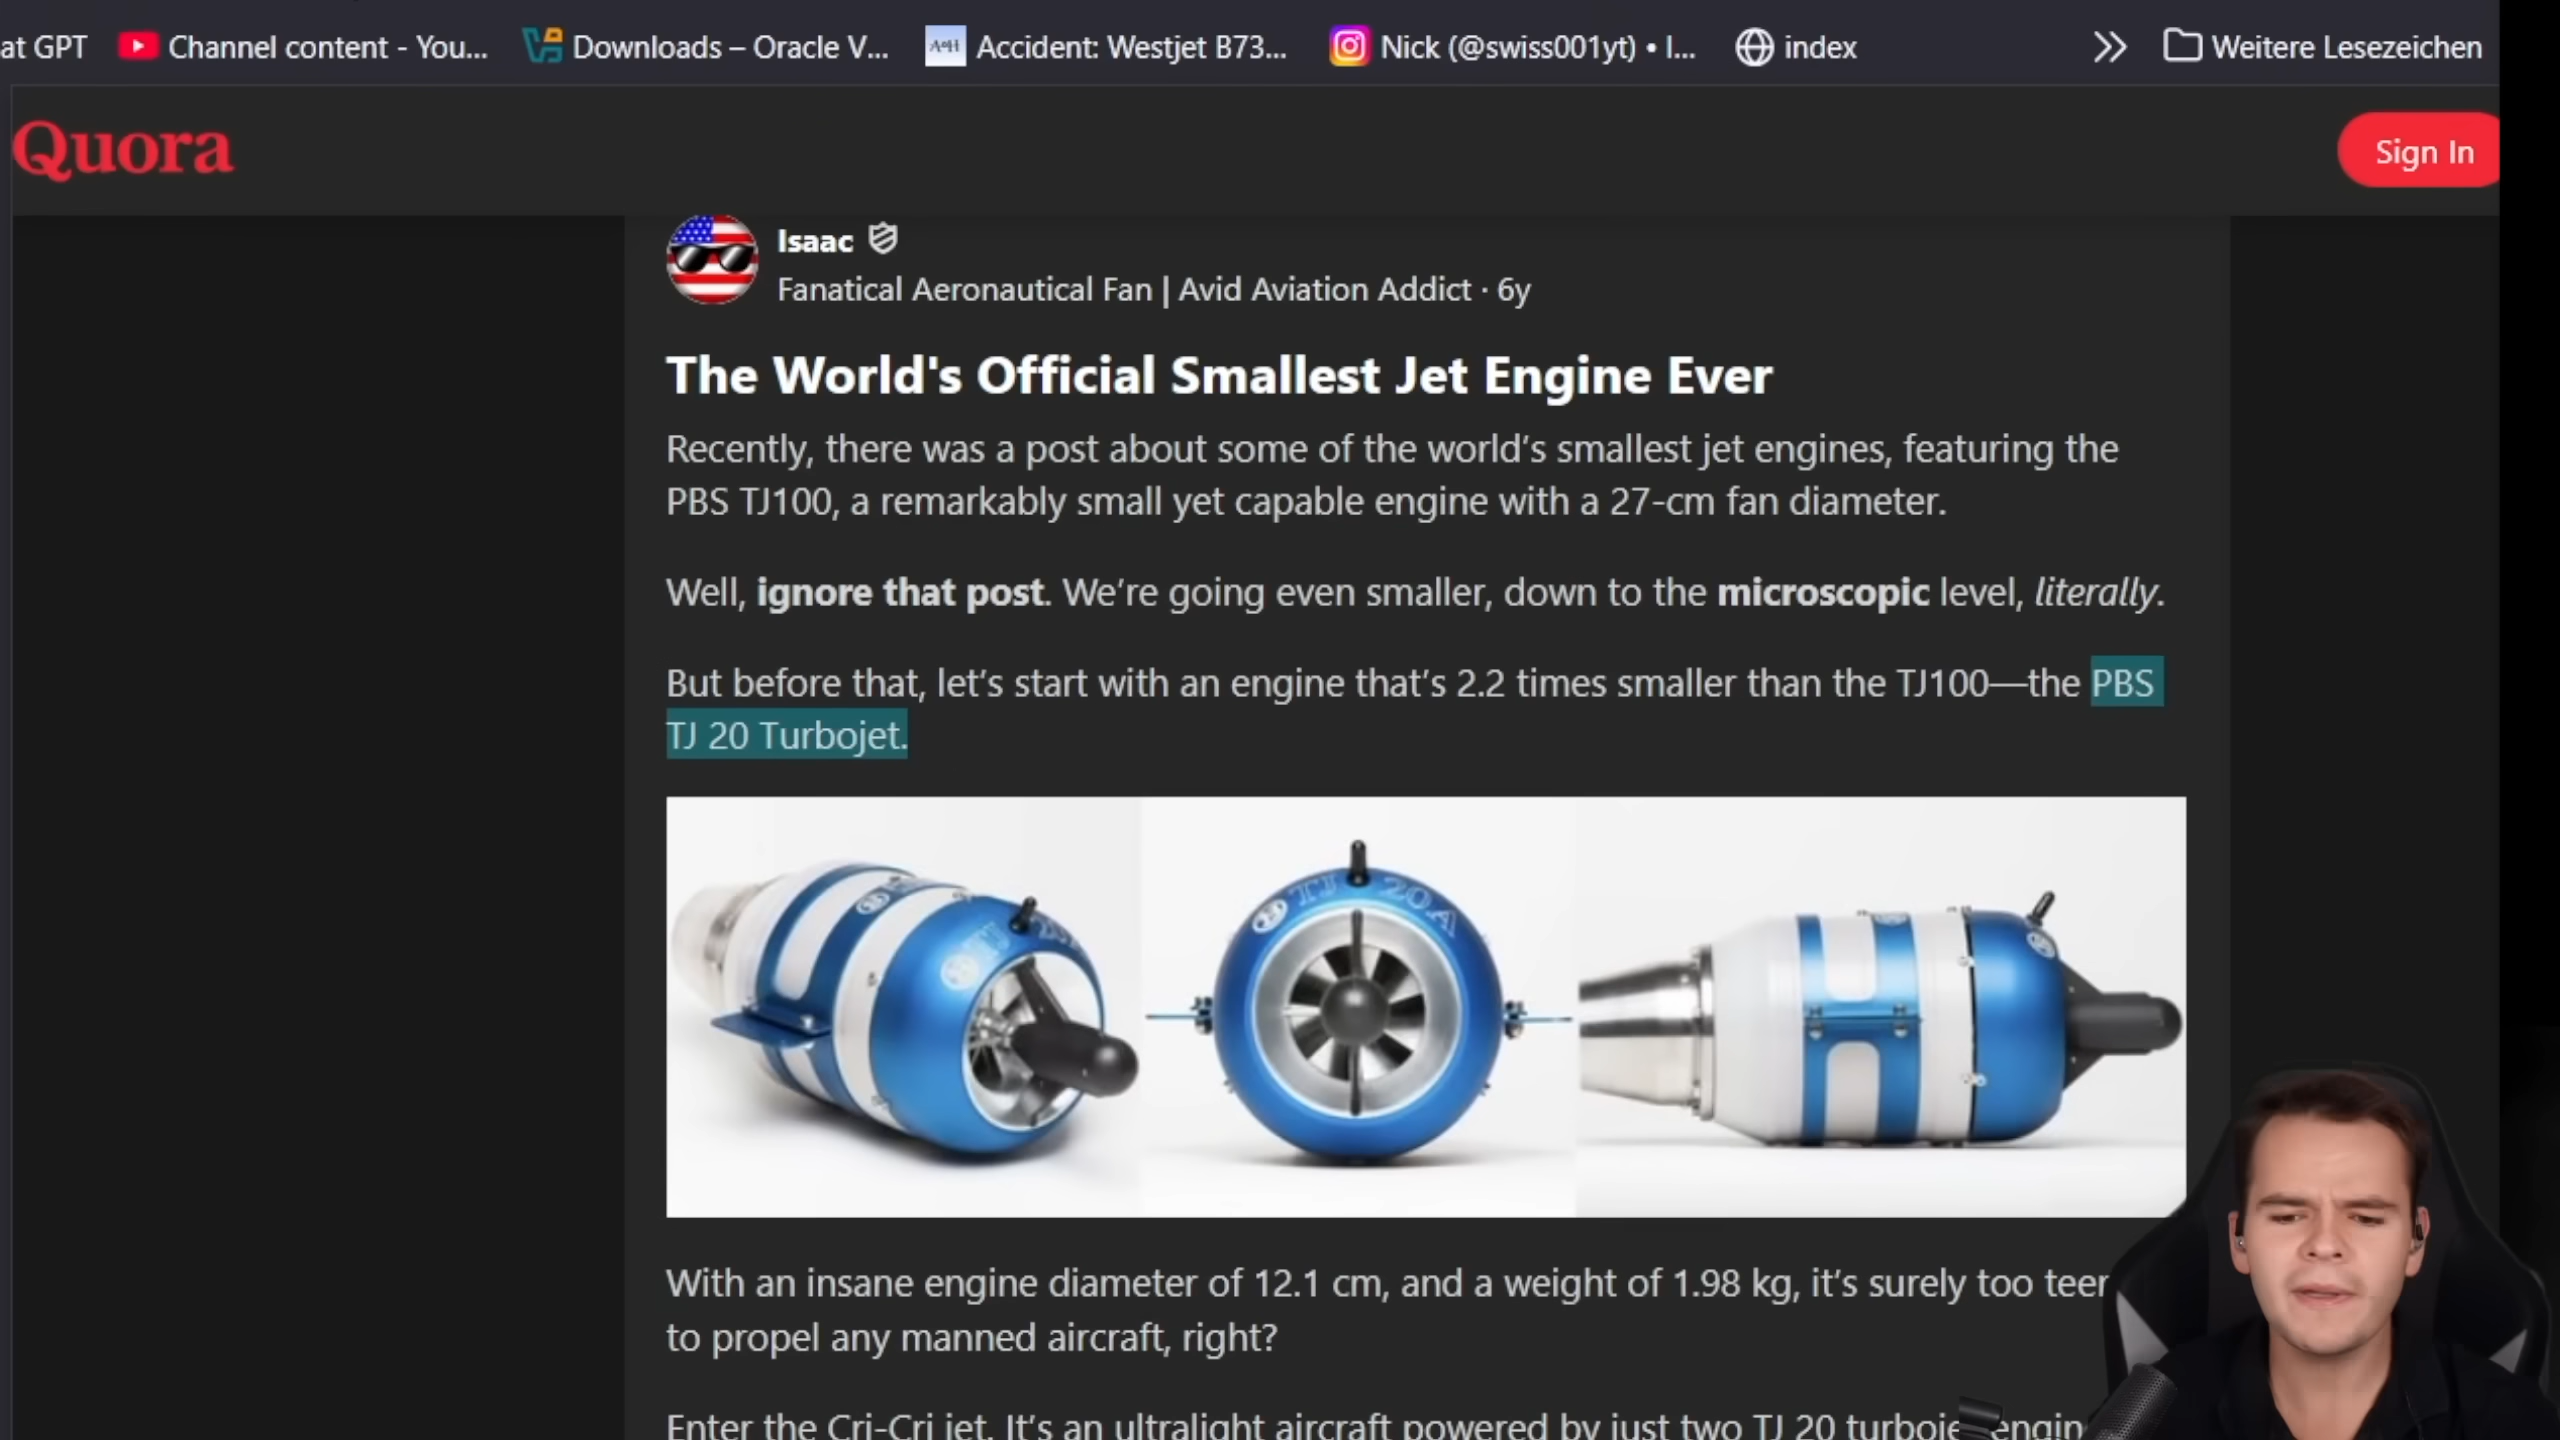 at GPT
Channel content - You...
Downloads – Oracle V...
Accident: Westjet B73...
Nick (@swiss001yt) • I...
index
Weitere Lesezeichen
Quora
Sign In
Isaac
Fanatical Aeronautical Fan | Avid Aviation Addict · 6y
The World's Official Smallest Jet Engine Ever
Recently, there was a post about some of the world’s smallest jet engines, featuring the
PBS TJ100, a remarkably small yet capable engine with a 27-cm fan diameter.
Well, ignore that post. We’re going even smaller, down to the microscopic level, literally.
But before that, let’s start with an engine that’s 2.2 times smaller than the TJ100—the PBS
TJ 20 Turbojet.
TJ 20A
With an insane engine diameter of 12.1 cm, and a weight of 1.98 kg, it’s surely too
to propel any manned aircraft, right?
Enter the Cri-Cri jet. It’s an ultralight aircraft powered by just two TJ 20